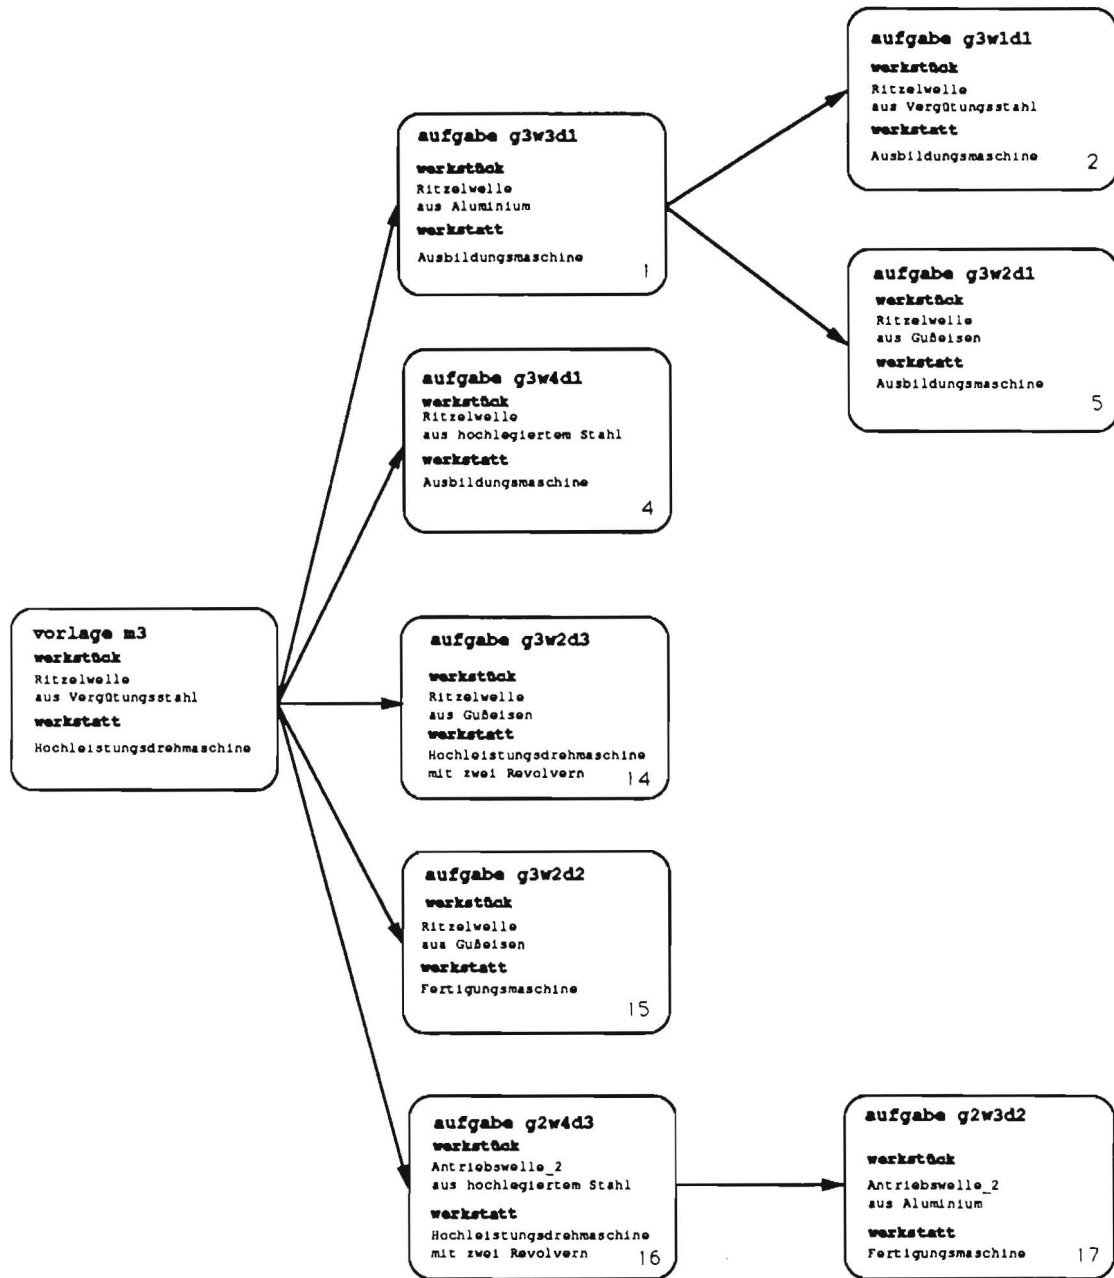 aufgabe g3w1d1
werkstück
Ritzelwelle
aus Vergütungsstahl
werkstatt
Ausbildungsmaschine
2
aufgabe g3w3d1
werkstück
Ritzelwelle
aus Aluminium
werkstatt
Ausbildungsmaschine
1
aufgabe g3w2d1
werkstück
Ritzelwelle
aus Gußeisen
werkstatt
Ausbildungsmaschine
5
aufgabe g3w4d1
werkstück
Ritzelwelle
aus hochlegiertem Stahl
werkstatt
Ausbildungsmaschine
4
vorlage m3
werkstück
Ritzelwelle
aus Vergütungsstahl
werkstatt
Hochleistungsdrehmaschine
aufgabe g3w2d3
werkstück
Ritzelwelle
aus Gußeisen
werkstatt
Hochleistungsdrehmaschine
mit zwei Revolvern
14
aufgabe g3w2d2
werkstück
Ritzelwelle
aus Gußeisen
werkstatt
Fertigungsmaschine
15
aufgabe g2w4d3
werkstück
Antriebswelle_2
aus hochlegiertem Stahl
werkstatt
Hochleistungsdrehmaschine
mit zwei Revolvern
16
aufgabe g2w3d2
werkstück
Antriebswelle_2
aus Aluminium
werkstatt
Fertigungsmaschine
17